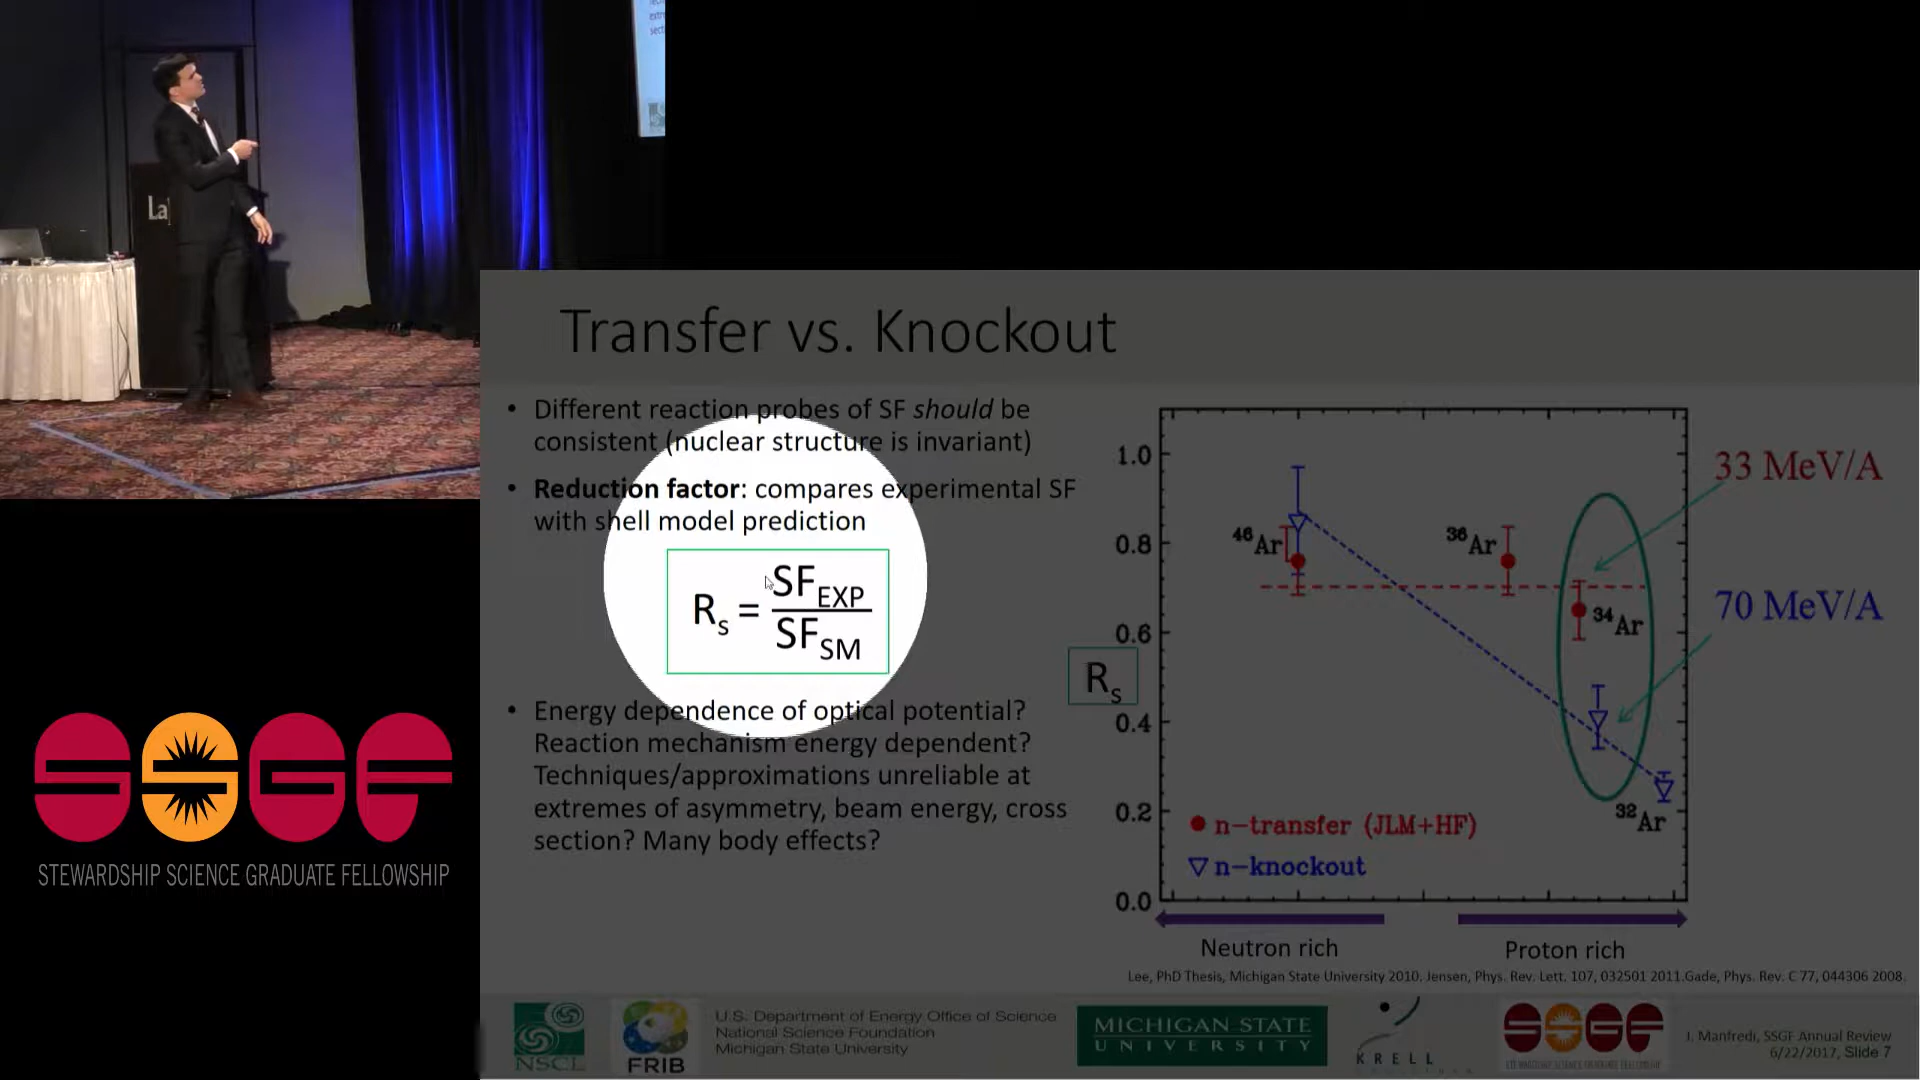 La
Transfer vs. Knockout
• Different reaction probes of SF should be
consistent (nuclear structure is invariant)
• Reduction factor: compares experimental SF
with shell model prediction
Rs = SFEXP
SFSM
• Energy dependence of optical potential?
Reaction mechanism energy dependent?
Techniques/approximations unreliable at
extremes of asymmetry, beam energy, cross
section? Many body effects?
1.0
0.8
0.6
0.4
0.2
0.0
Rs
46Ar
36Ar
34Ar
32Ar
33 MeV/A
70 MeV/A
n-transfer (JLM+HF)
n-knockout
Neutron rich
Proton rich
Lee, PhD Thesis, Michigan State University 2010. Jensen, Phys. Rev. Lett. 107, 032501 2011.Gade, Phys. Rev. C 77, 044306 2008.
SSGF
STEWARDSHIP SCIENCE GRADUATE FELLOWSHIP
NSCL
FRIB
U.S. Department of Energy Office of Science
National Science Foundation
Michigan State University
MICHIGAN STATE
UNIVERSITY
KRELL
SSGF
J. Manfredi, SSGF Annual Review
6/22/2017, Slide 7